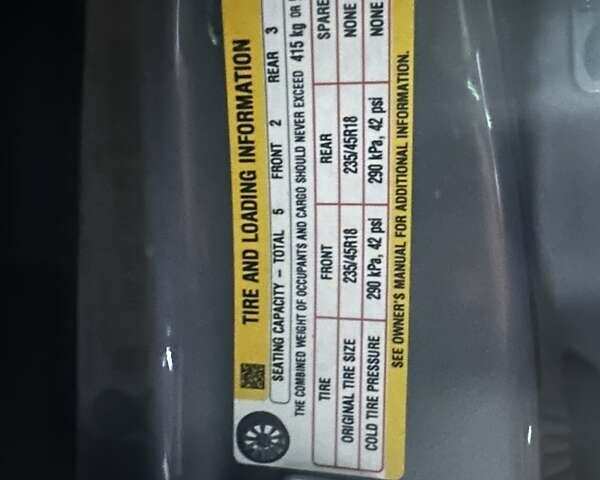 TIRE AND LOADING INFORMATION
SEATING CAPACITY – TOTAL 5 FRONT 2 REAR 3
THE COMBINED WEIGHT OF OCCUPANTS AND CARGO SHOULD NEVER EXCEED 415 kg OR
TIRE FRONT REAR SPARE
ORIGINAL TIRE SIZE 235/45R18 235/45R18 NONE
COLD TIRE PRESSURE 290 kPa, 42 psi 290 kPa, 42 psi NONE
SEE OWNER'S MANUAL FOR ADDITIONAL INFORMATION.